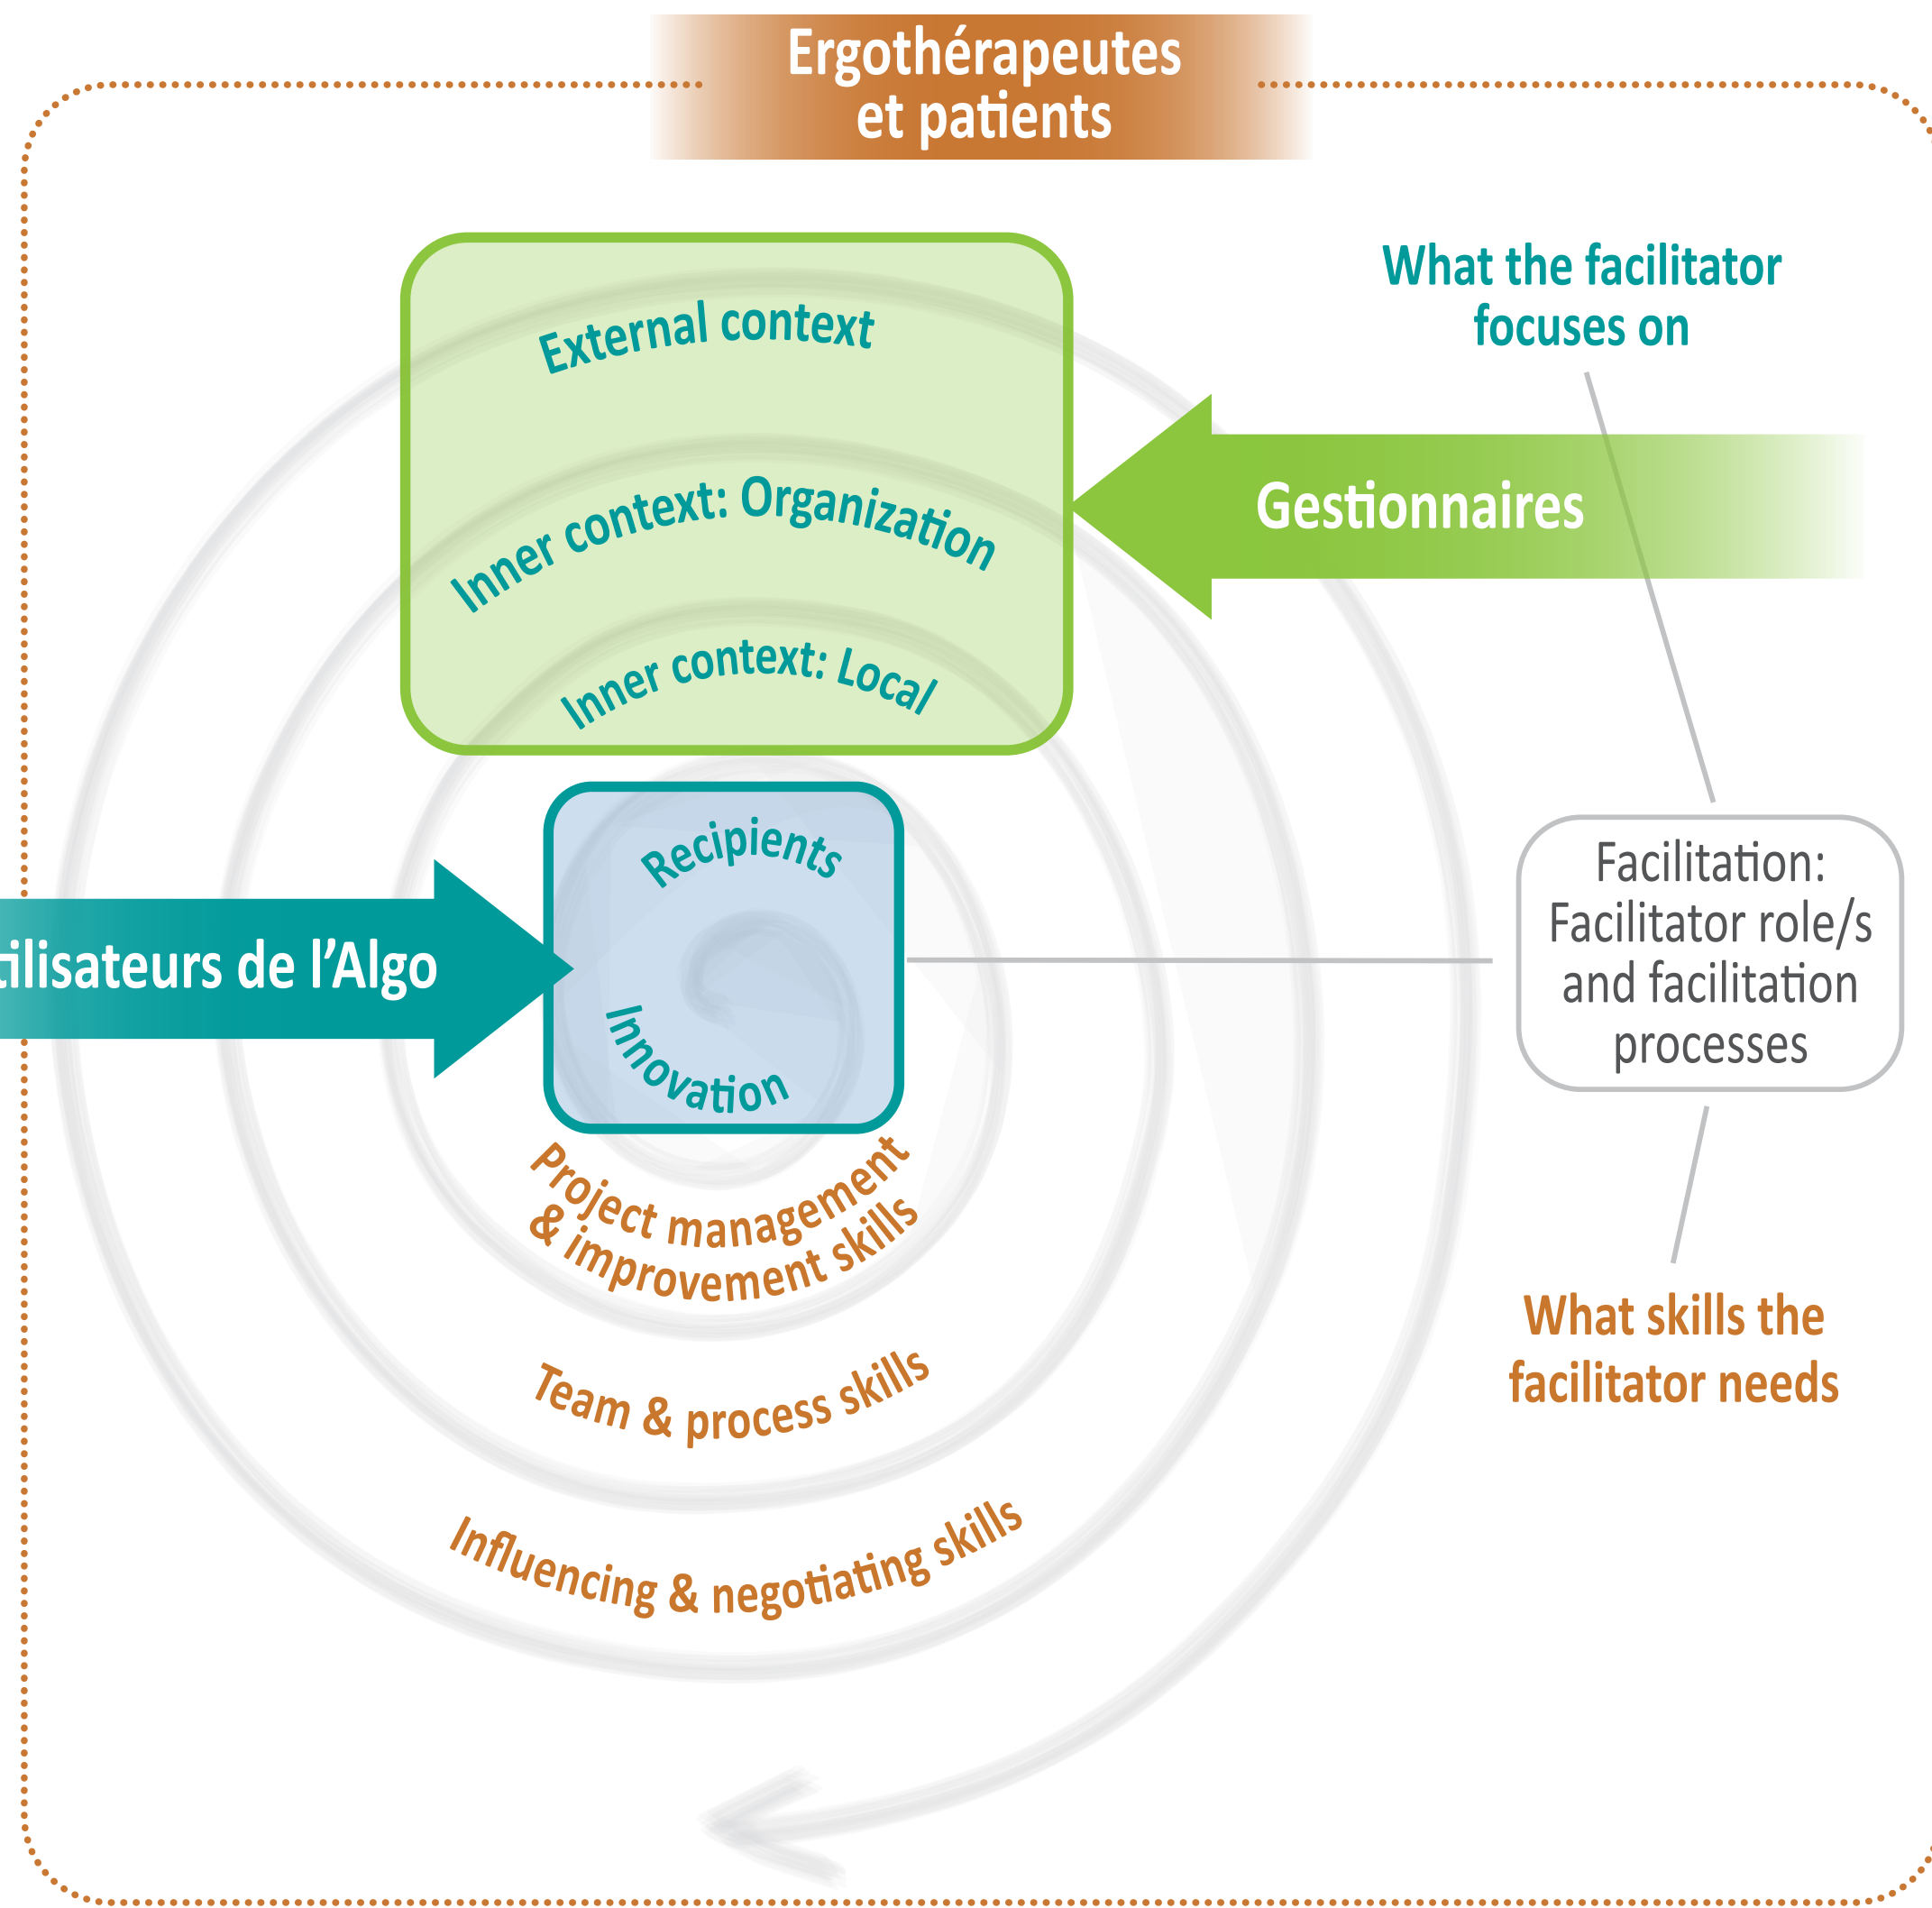 Ergothérapeutes
et patients
What the facilitator
focuses on
External context
Gestionnaires
Inner context: Organization
Inner context: Local
Recipients
Facilitation:
Facilitator role/s
and facilitation
processes
tilisateurs de l’Algo
Innovation
Project management
& improvement skills
What skills the
facilitator needs
Team & process skills
Influencing & negotiating skills